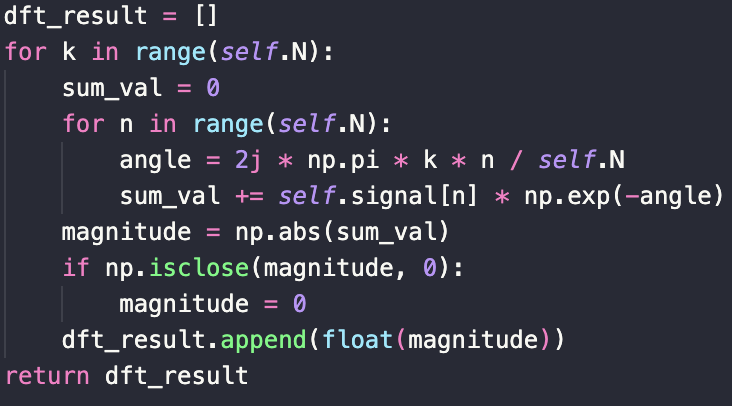 dft_result = []
for k in range(self.N):
    sum_val = 0
    for n in range(self.N):
        angle = 2j * np.pi * k * n / self.N
        sum_val += self.signal[n] * np.exp(-angle)
    magnitude = np.abs(sum_val)
    if np.isclose(magnitude, 0):
        magnitude = 0
    dft_result.append(float(magnitude))
return dft_result